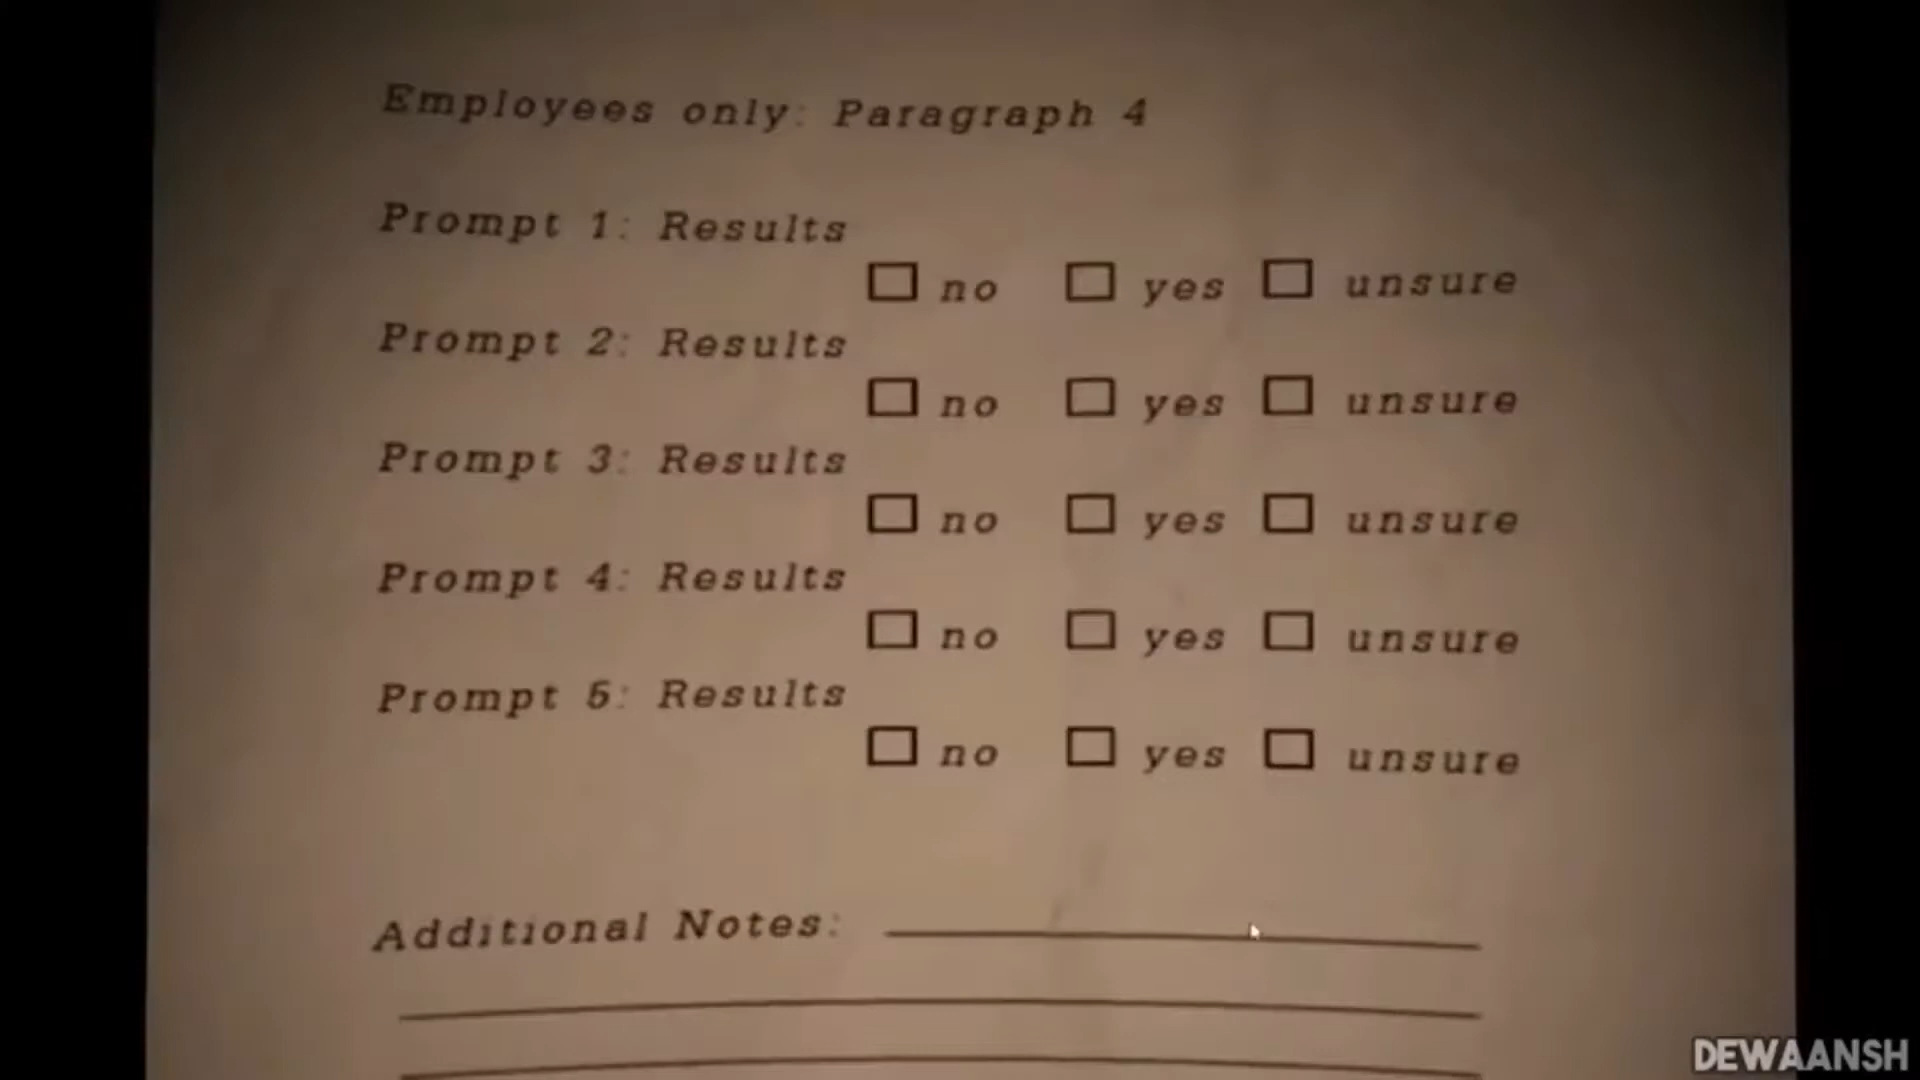 Employees only: Paragraph 4
Prompt 1: Results
no yes unsure
Prompt 2: Results
no yes unsure
Prompt 3: Results
no yes unsure
Prompt 4: Results
no yes unsure
Prompt 5: Results
no yes unsure
Additional Notes:
DEWAANSH